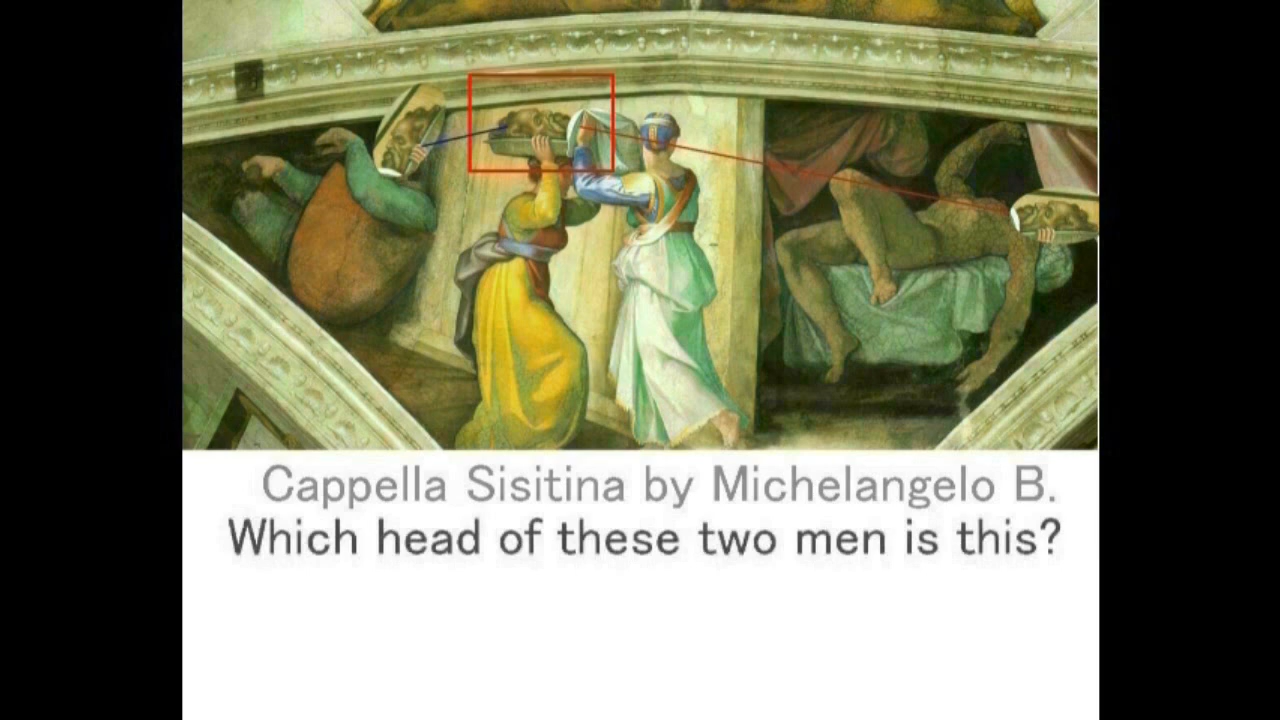 Cappella Sisitina by Michelangelo B.
Which head of these two men is this?